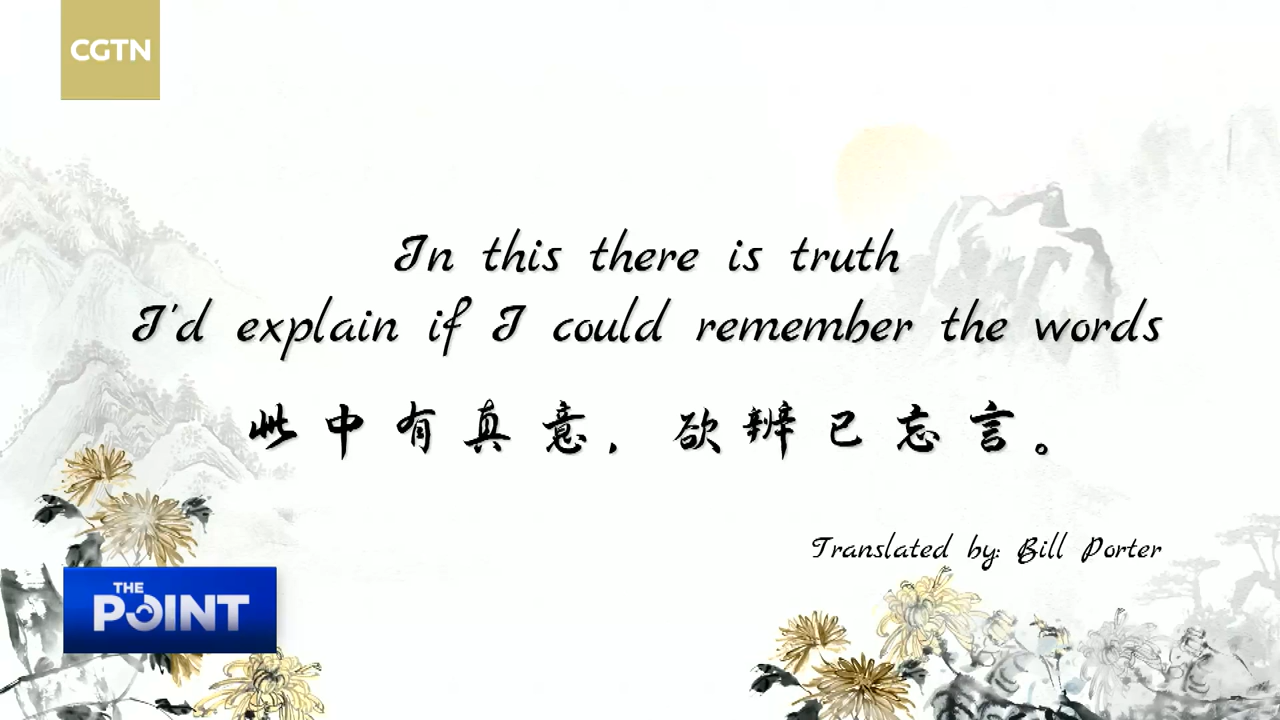 CGTN
In this there is truth
I'd explain if I could remember the words
此中有真意，欲辨已忘言。
Translated by: Bill Porter
THE
POINT